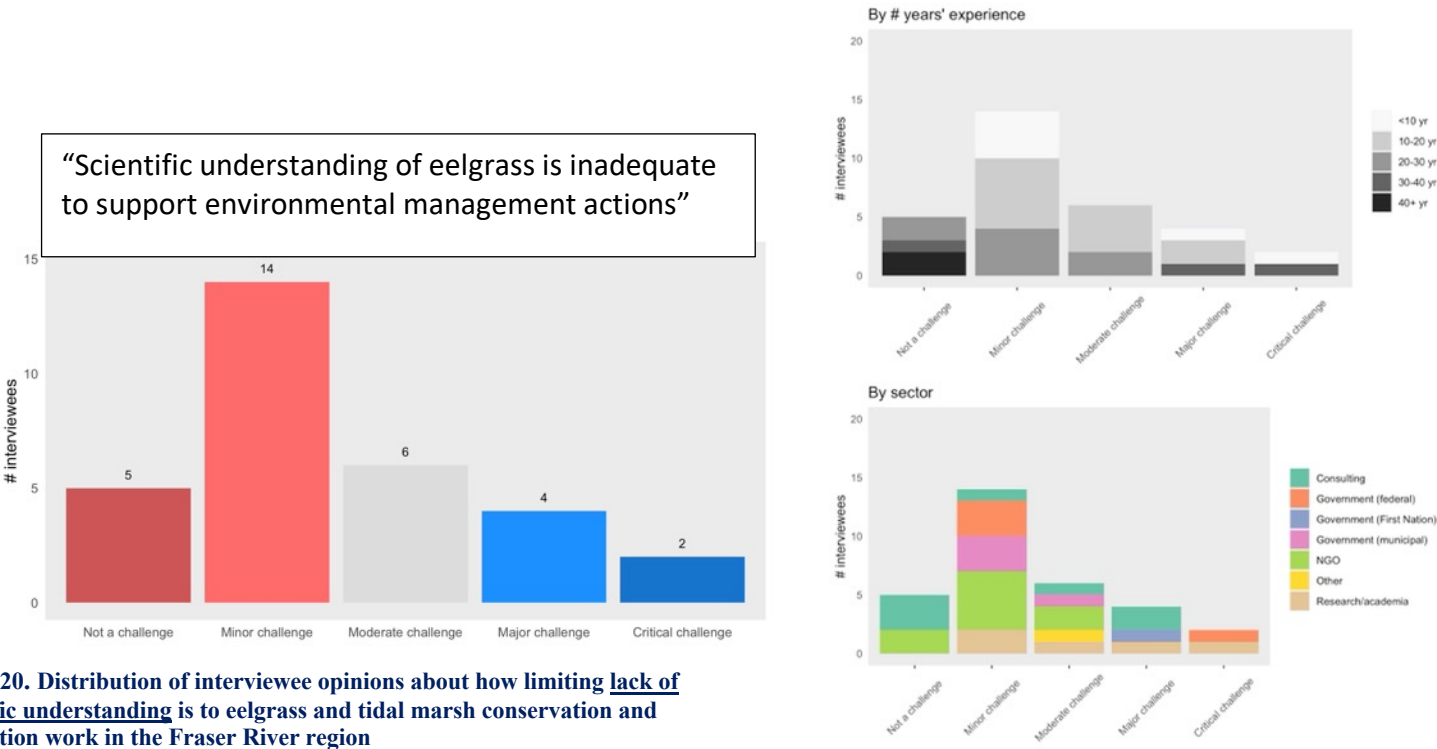 “Scientific understanding of eelgrass is inadequate
to support environmental management actions”
15
10
5
0
# interviewees
5
14
6
4
2
Not a challenge
Minor challenge
Moderate challenge
Major challenge
Critical challenge
20. Distribution of interviewee opinions about how limiting lack of
ic understanding is to eelgrass and tidal marsh conservation and
tion work in the Fraser River region
By # years' experience
20
15
10
5
0
# interviewees
Not a challenge
Minor challenge
Moderate challenge
Major challenge
Critical challenge
<10 yr
10-20 yr
20-30 yr
30-40 yr
40+ yr
By sector
20
15
10
5
0
# interviewees
Not a challenge
Minor challenge
Moderate challenge
Major challenge
Critical challenge
Consulting
Government (federal)
Government (First Nation)
Government (municipal)
NGO
Other
Research/academia